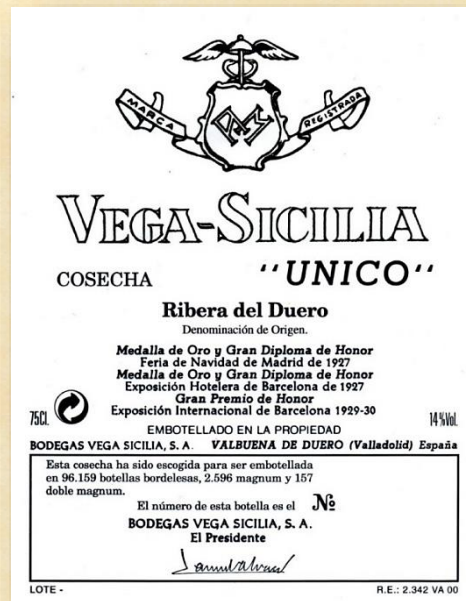 MARCA
REGISTRADA
VEGA-SICILIA
COSECHA "UNICO"
Ribera del Duero
Denominación de Origen.
Medalla de Oro y Gran Diploma de Honor
Feria de Navidad de Madrid de 1927
Medalla de Oro y Gran Diploma de Honor
Exposición Hotelera de Barcelona de 1927
Gran Premio de Honor
Exposición Internacional de Barcelona 1929-30
75Cl. 14%Vol.
EMBOTELLADO EN LA PROPIEDAD
BODEGAS VEGA SICILIA, S. A. VALBUENA DE DUERO (Valladolid) España
Esta cosecha ha sido escogida para ser embotellada
en 96.159 botellas bordelesas, 2.596 magnum y 157
doble magnum.
El número de esta botella es el Nº
BODEGAS VEGA SICILIA, S. A.
El Presidente
LOTE - R.E.: 2.342 VA 00